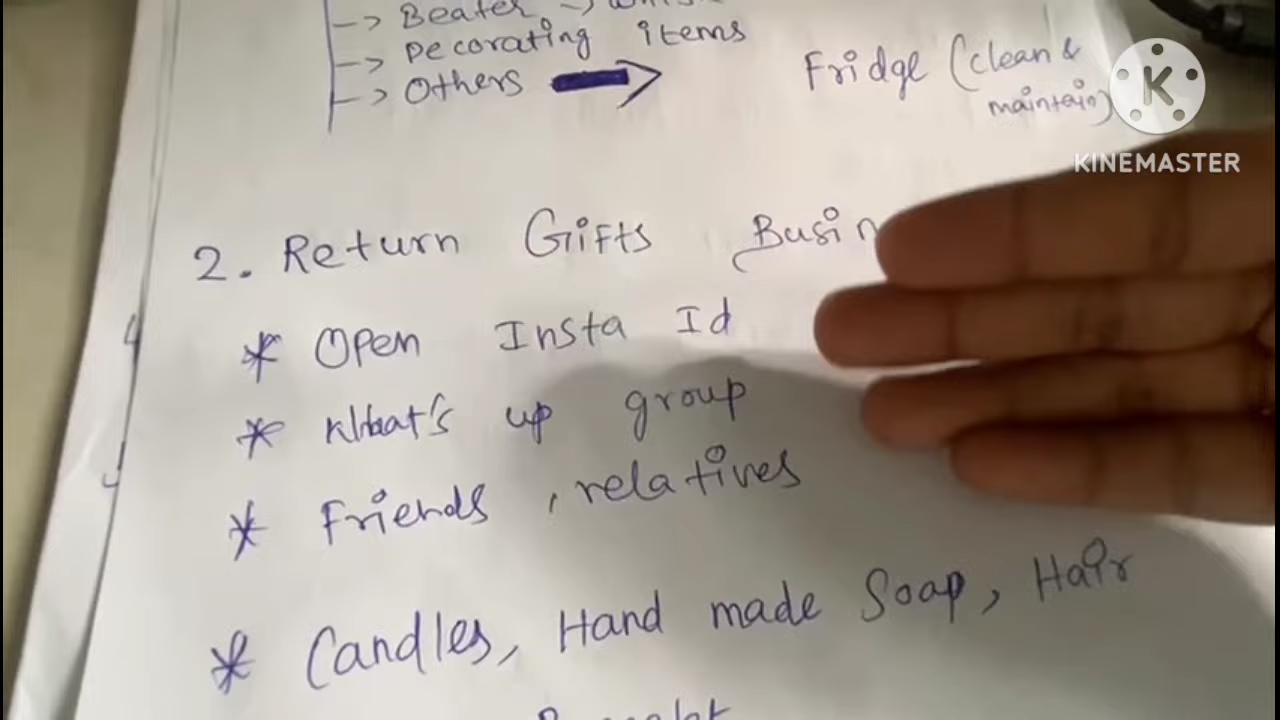 -> Beater ->
-> Decorating items
-> Others
Fridge (clean &
maintain)
K
KINEMASTER
2. Return Gifts Busin
* Open Insta Id
* What's up group
* Friends, relatives
* Candles, Hand made Soap, Hair